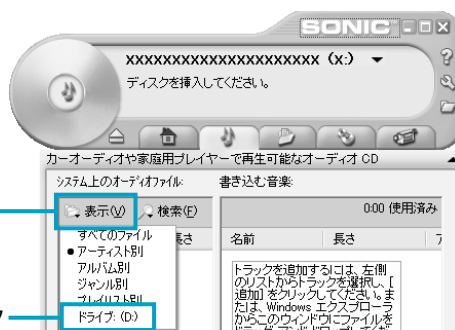 SONIC
XXXXXXXXXXXXXXXXXXXXXX (X:)
ディスクを挿入してください。
カーオーディオや家庭用プレイヤーで再生可能なオーディオ CD
システム上のオーディオファイル:
書き込む音楽:
表示(V) 検索(F)
0:00 (使用済み
すべてのファイル
長さ
名前 長さ
アーティスト別
アルバム別
ジャンル別
プレイリスト別
ドライブ: (D:)
トラックを追加するには、左側
のリストからトラックを選択し、[
追加] をクリックしてください。ま
たは、Windows エクスプローラ
からこのウィンドウにファイルを